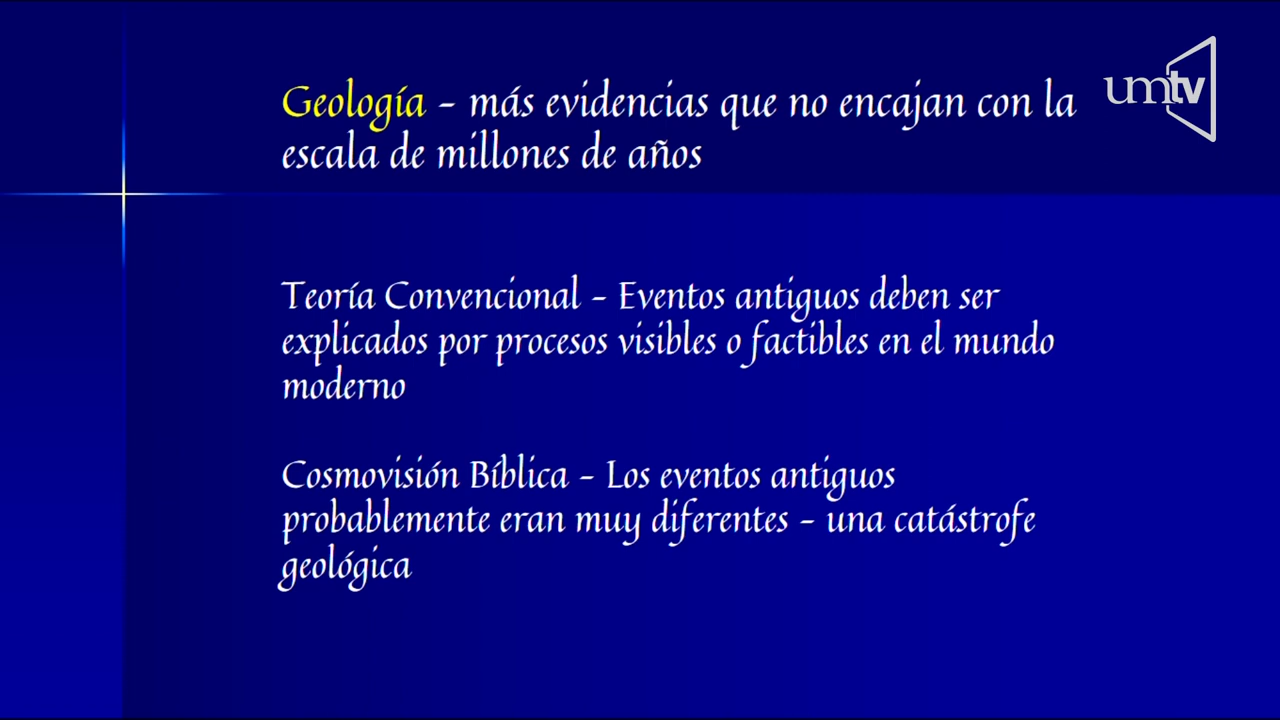 Geología – más evidencias que no encajan con la
escala de millones de años
umtv
Teoría Convencional – Eventos antiguos deben ser
explicados por procesos visibles o factibles en el mundo
moderno
Cosmovisión Bíblica – Los eventos antiguos
probablemente eran muy diferentes – una catástrofe
geológica